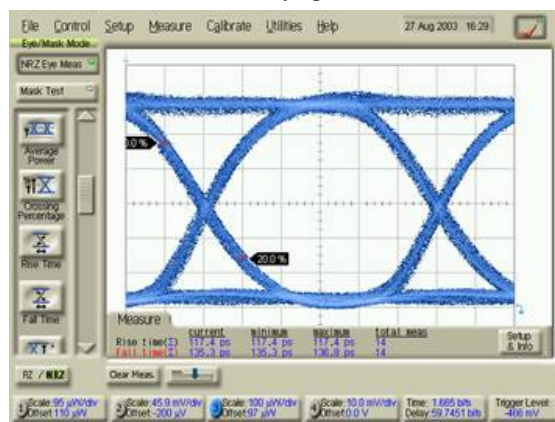 File Control Setup Measure Calibrate Utilities Help 27 Aug 2003 16:29
Eye/Mask Mode
NRZ Eye Meas
Mask Test
Average
Power
Crossing
Percentage
Rise Time
Fall Time
20.0 %
Measure
current minimum maximum total meas
Rise time(Σ) 117.4 ps 117.4 ps 117.4 ps 14
Fall time(Σ) 135.3 ps 135.3 ps 136.8 ps 14
Setup
& Info
RZ / NRZ
Clear Meas
Scale:95 µW/div
Offset:110 µW
Scale:45.9 mW/div
Offset:-200 µV
Scale:100 µW/div
Offset:97 µW
Scale:10.0 mV/div
Offset:0.0 V
Time: 1.665 bits
Delay:59.7451 bits
Trigger Level
-466 mV